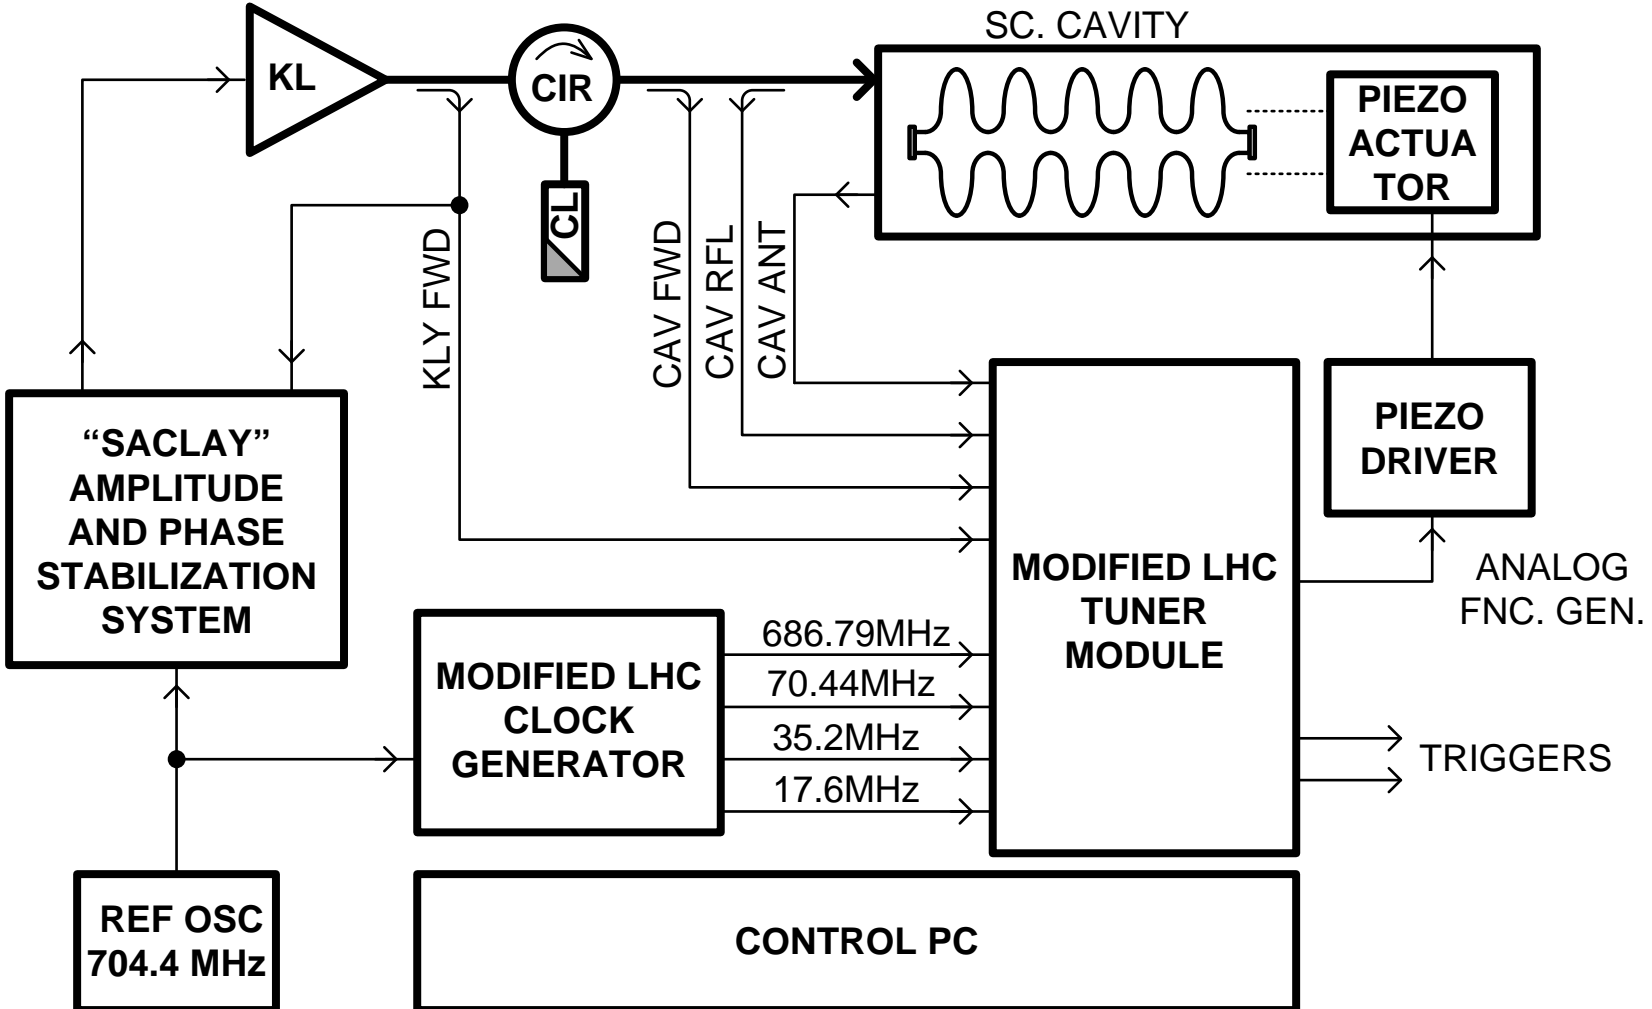 SC. CAVITY
KL
CIR
CL
PIEZO
ACTUA
TOR
KLY FWD
CAV FWD
CAV RFL
CAV ANT
“SACLAY”
AMPLITUDE
AND PHASE
STABILIZATION
SYSTEM
PIEZO
DRIVER
MODIFIED LHC
TUNER
MODULE
ANALOG
FNC. GEN.
MODIFIED LHC
CLOCK
GENERATOR
686.79MHz
70.44MHz
35.2MHz
17.6MHz
TRIGGERS
REF OSC
704.4 MHz
CONTROL PC